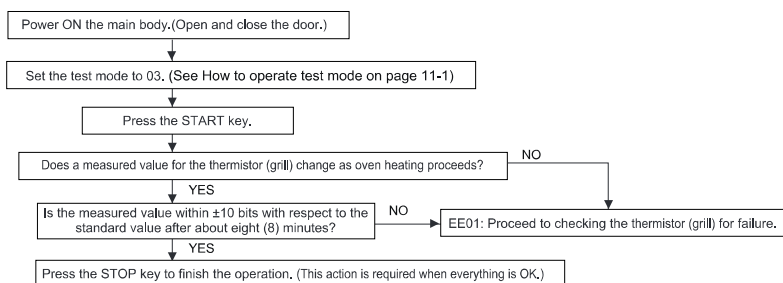 Power ON the main body.(Open and close the door.)
Set the test mode to 03. (See How to operate test mode on page 11-1)
Press the START key.
Does a measured value for the thermistor (grill) change as oven heating proceeds?
NO
YES
Is the measured value within ±10 bits with respect to the
standard value after about eight (8) minutes?
NO
EE01: Proceed to checking the thermistor (grill) for failure.
YES
Press the STOP key to finish the operation. (This action is required when everything is OK.)